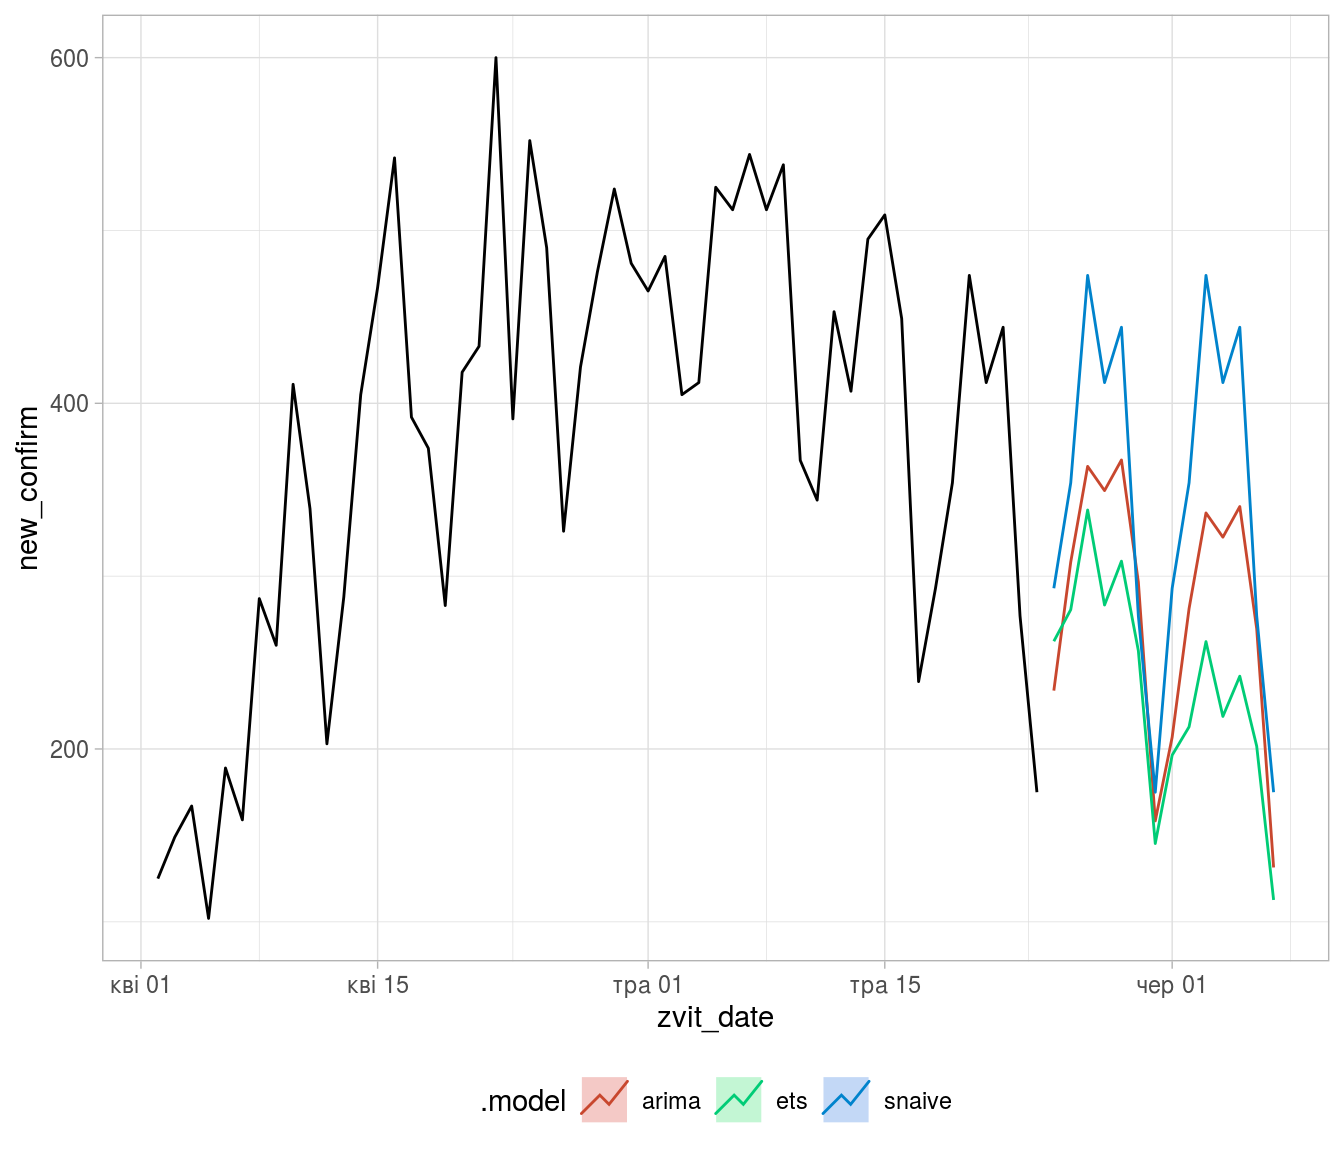 600
400
200
new_confirm
кві 01 кві 15 тра 01 тра 15 чер 01
zvit_date
.model arima ets snaive